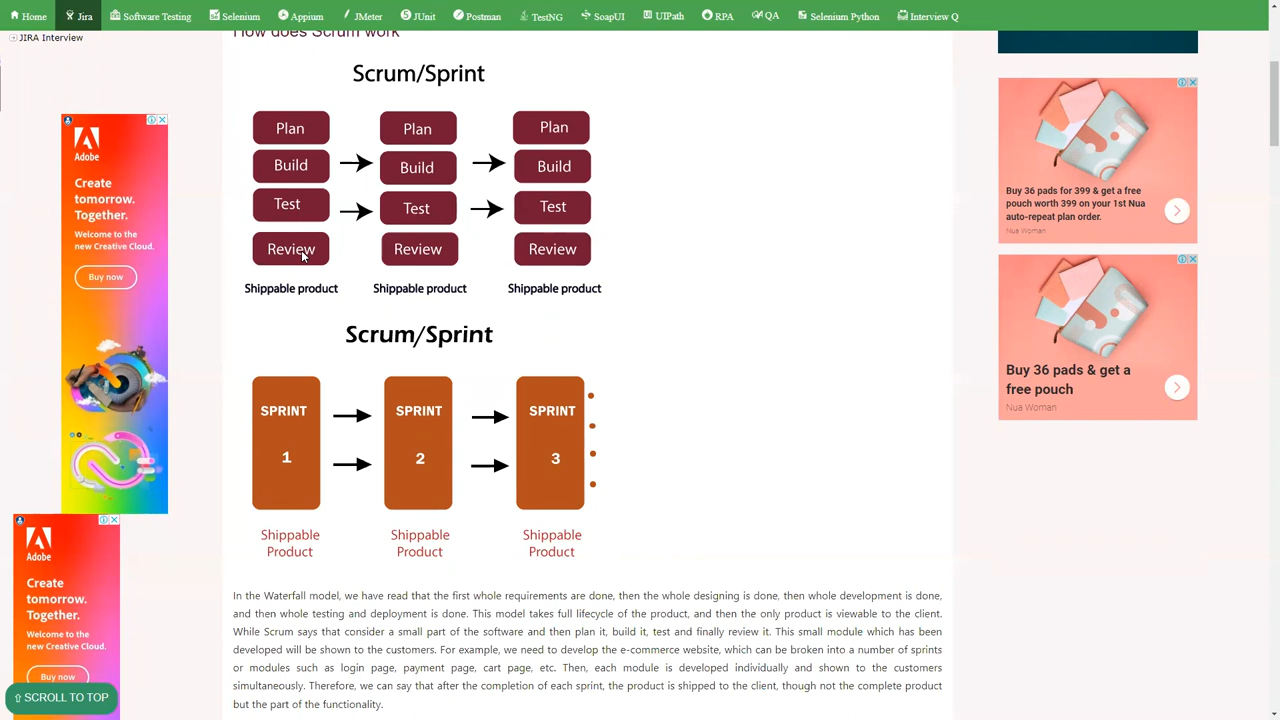 Home
Jira
Software Testing
Selenium
Appium
JMeter
JUnit
Postman
TestNG
SoapUI
UIPath
RPA
QA
Selenium Python
Interview Q
JIRA Interview
How does Scrum work
Scrum/Sprint
Plan
Plan
Plan
Build
Build
Build
Test
Test
Test
Review
Review
Review
Shippable product
Shippable product
Shippable product
Scrum/Sprint
SPRINT
SPRINT
SPRINT
1
2
3
Shippable
Product
Shippable
Product
Shippable
Product
In the Waterfall model, we have read that the first whole requirements are done, then the whole designing is done, then whole development is done,
and then whole testing and deployment is done. This model takes full lifecycle of the product, and then the only product is viewable to the client.
While Scrum says that consider a small part of the software and then plan it, build it, test and finally review it. This small module which has been
developed will be shown to the customers. For example, we need to develop the e-commerce website, which can be broken into a number of sprints
or modules such as login page, payment page, cart page, etc. Then, each module is developed individually and shown to the customers
simultaneously. Therefore, we can say that after the completion of each sprint, the product is shipped to the client, though not the complete product
but the part of the functionality.
Adobe
Create
tomorrow.
Together.
Welcome to the
new Creative Cloud.
Buy now
Adobe
Create
tomorrow.
Together.
Welcome to the
new Creative Cloud.
Buy now
⇧ SCROLL TO TOP
Buy 36 pads for 399 & get a free
pouch worth 399 on your 1st Nua
auto-repeat plan order.
Nua Woman
Buy 36 pads & get a
free pouch
Nua Woman